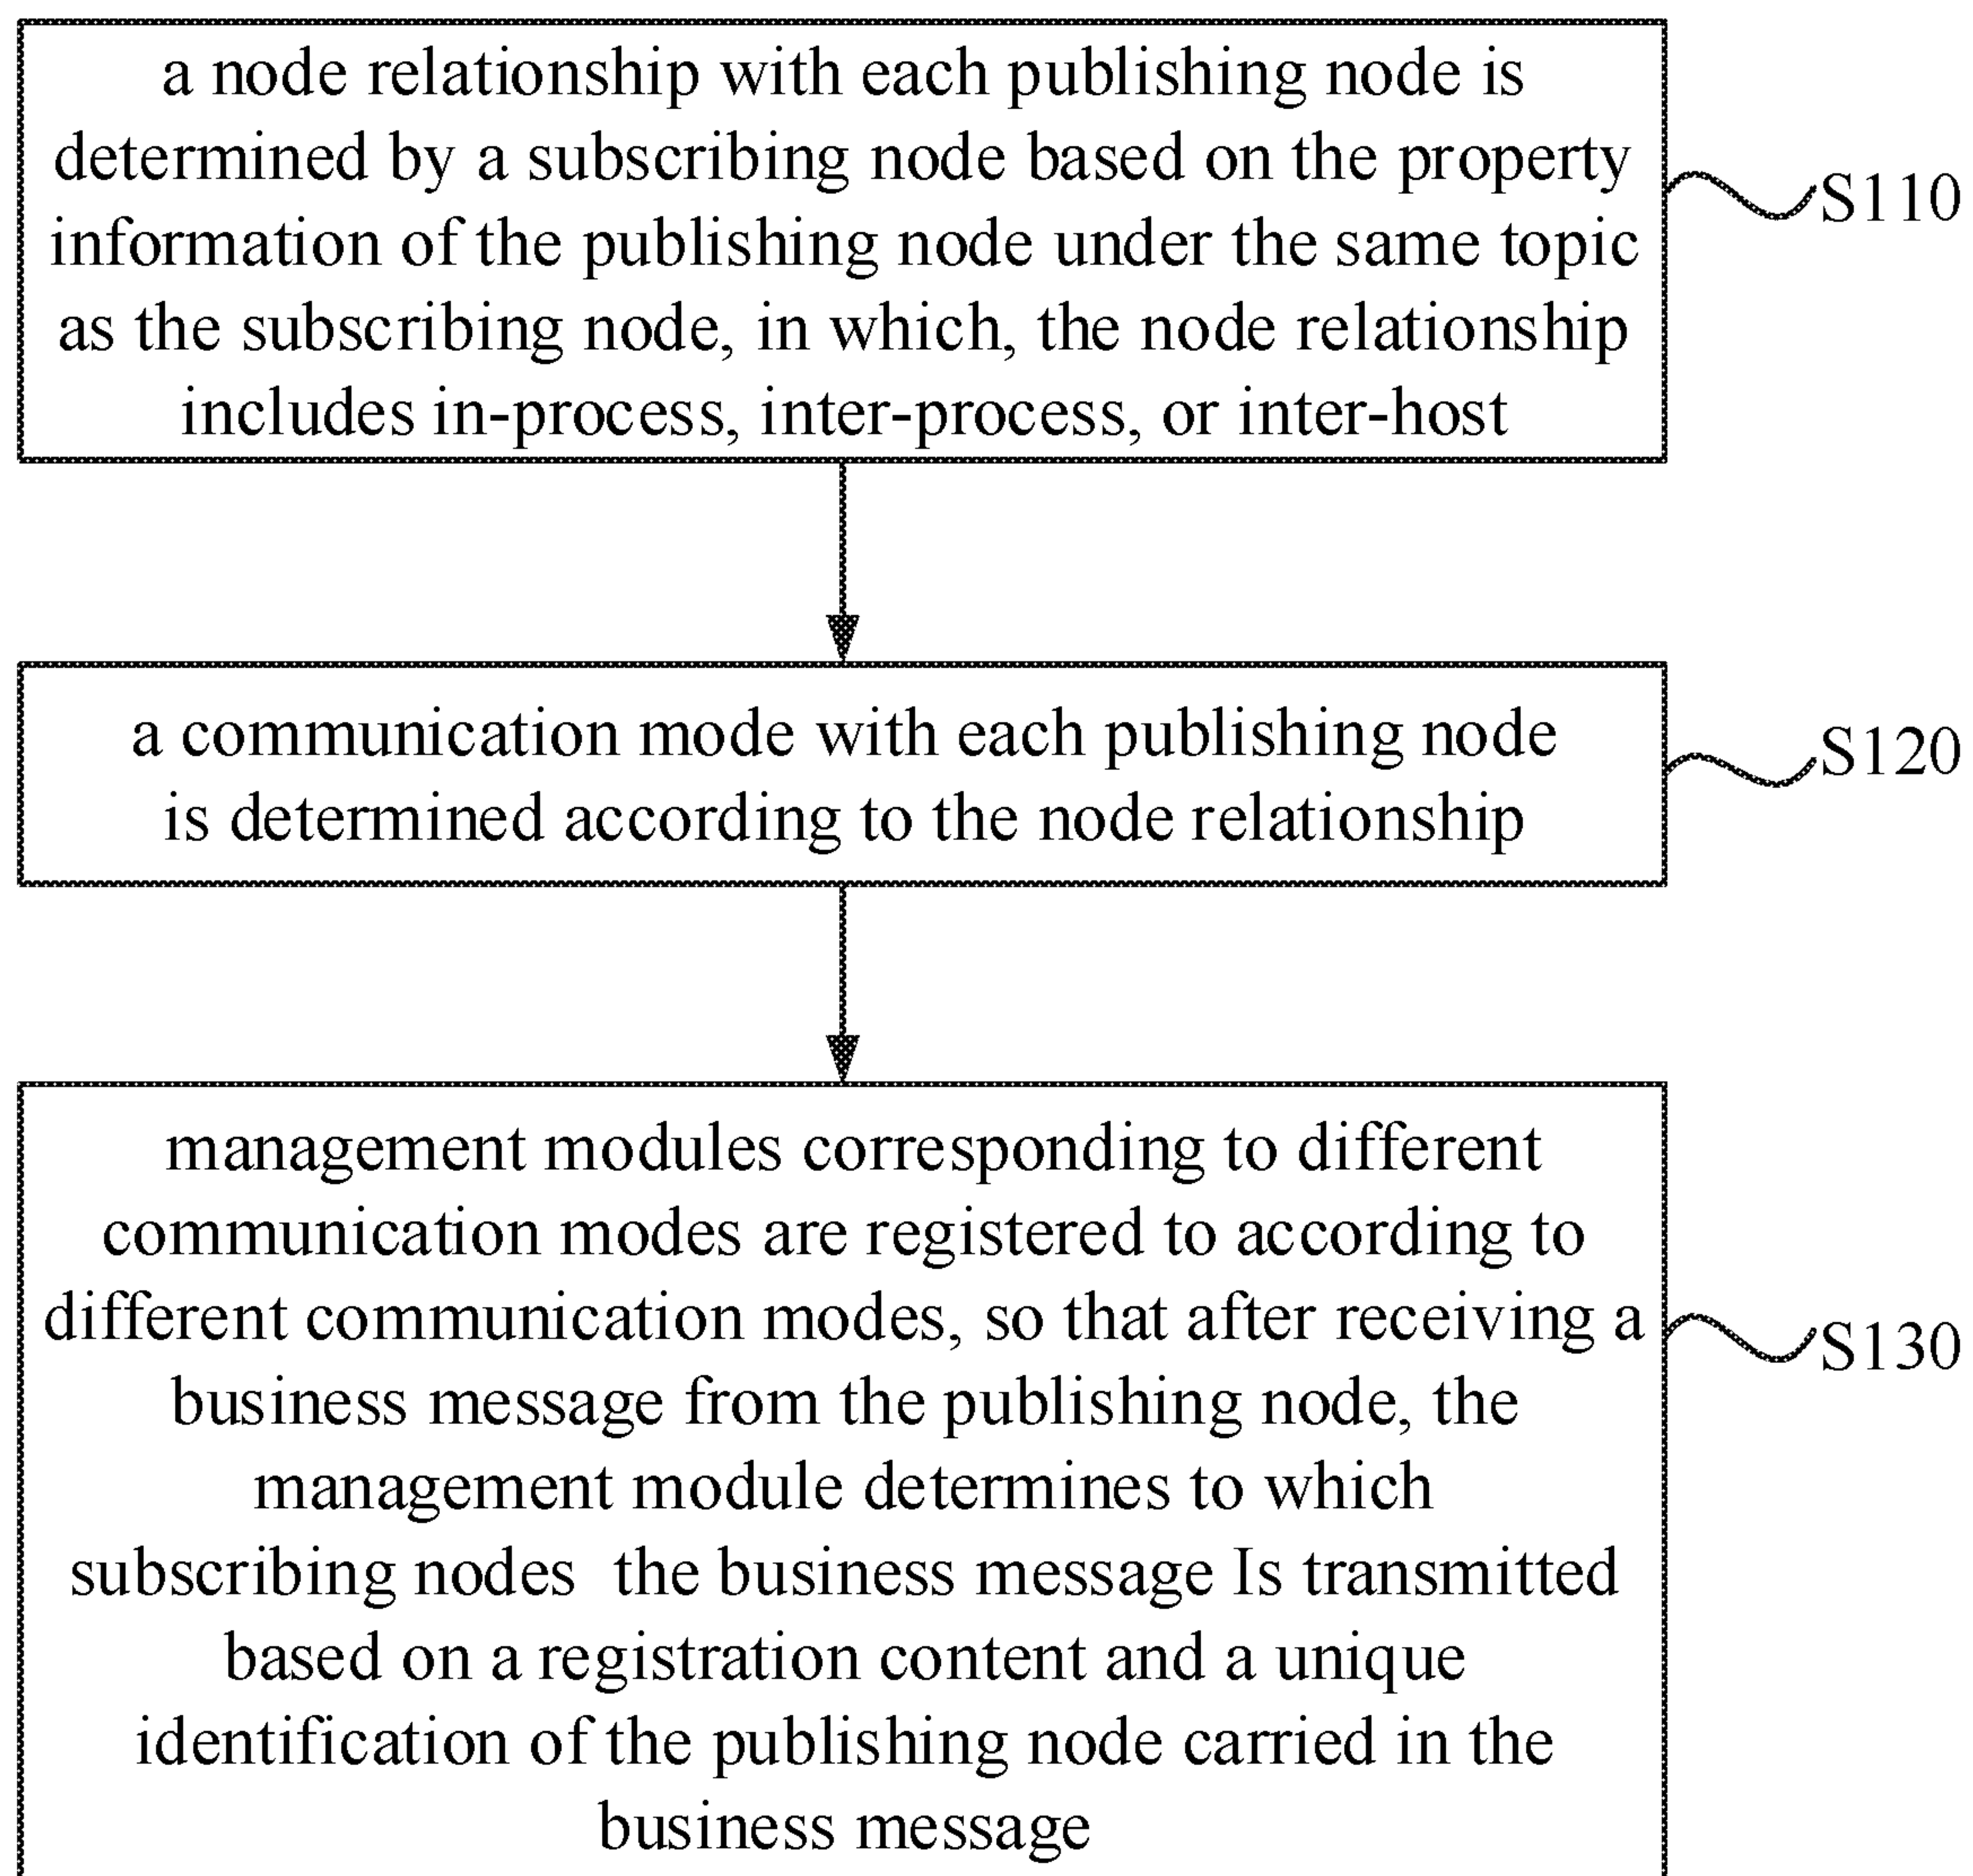 a node relationship with each publishing node is
determined by a subscribing node based on the property
information of the publishing node under the same topic
as the subscribing node, in which, the node relationship
includes in-process, inter-process, or inter-host
S110
a communication mode with each publishing node
is determined according to the node relationship
S120
management modules corresponding to different
communication modes are registered to according to
different communication modes, so that after receiving a
business message from the publishing node, the
management module determines to which
subscribing nodes  the business message Is transmitted
based on a registration content and a unique
identification of the publishing node carried in the
business message
S130